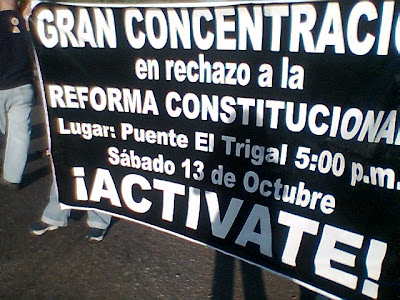 GRAN CONCENTRACIO
en rechazo a la
REFORMA CONSTITUCIONAL
Lugar: Puente El Trigal 5:00 p.m.
Sábado 13 de Octubre
¡ACTIVATE!